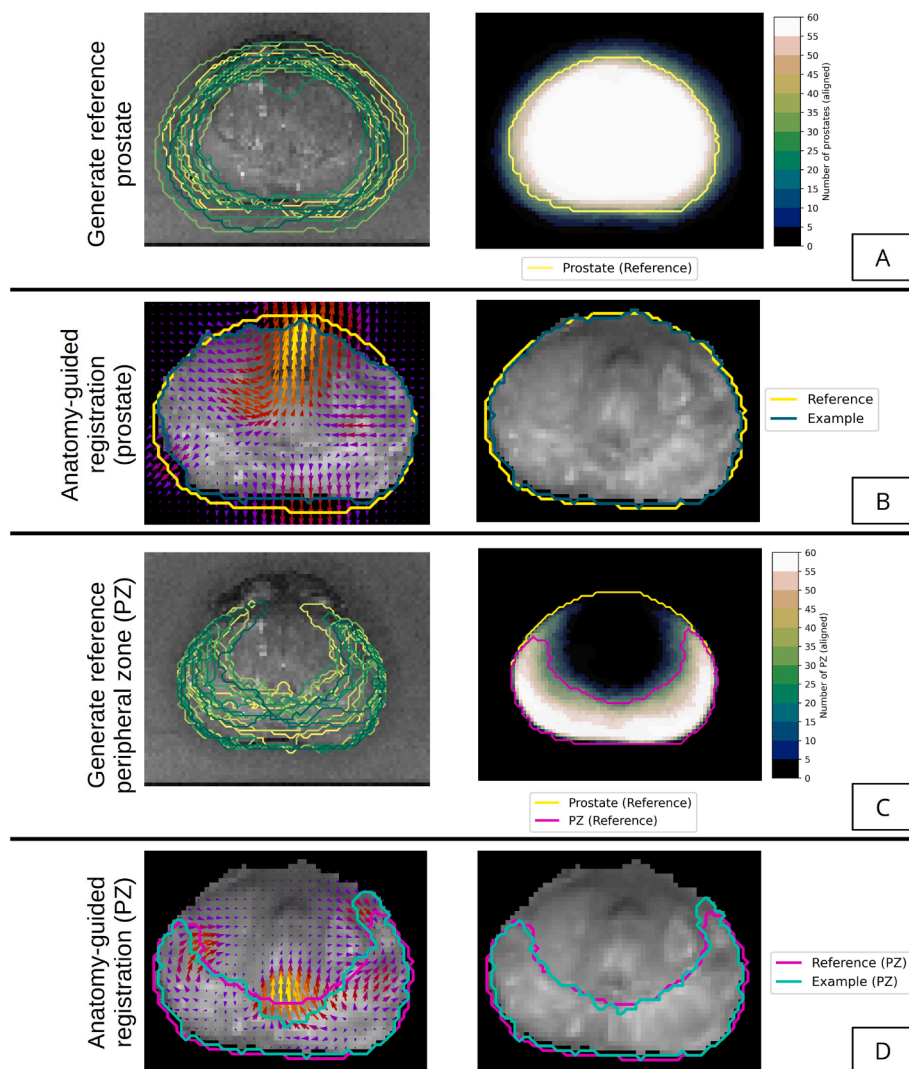 Generate reference
prostate
60
55
50
45
40
35
30
25
20
15
10
5
0
Number of prostates (aligned)
Prostate (Reference)
A
Anatomy-guided
registration
(prostate)
Reference
Example
B
Generate reference
peripheral zone (PZ)
60
55
50
45
40
35
30
25
20
15
10
5
0
Number of PZ (aligned)
Prostate (Reference)
PZ (Reference)
C
Anatomy-guided
registration (PZ)
Reference (PZ)
Example (PZ)
D